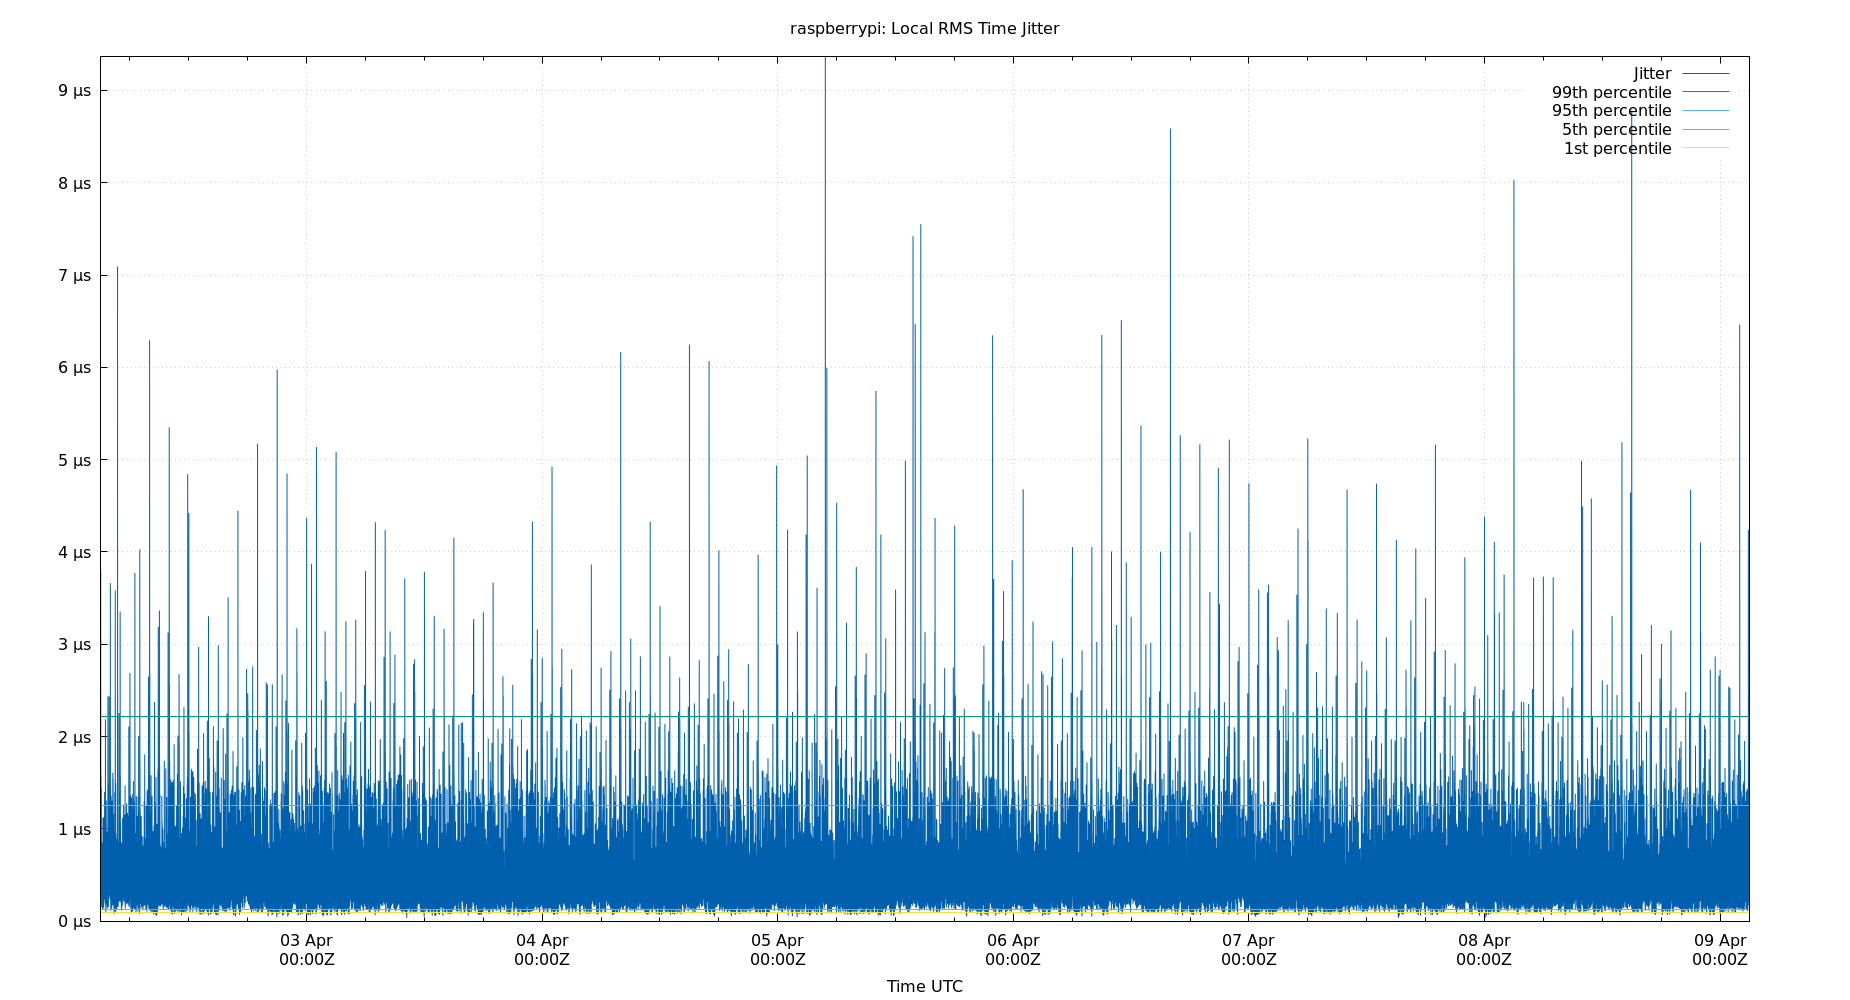 raspberrypi: Local RMS Time Jitter
Jitter
99th percentile
95th percentile
5th percentile
1st percentile
9 µs
8 µs
7 µs
6 µs
5 µs
4 µs
3 µs
2 µs
1 µs
0 µs
03 Apr 04 Apr 05 Apr 06 Apr 07 Apr 08 Apr 09 Apr
00:00Z 00:00Z 00:00Z 00:00Z 00:00Z 00:00Z 00:00Z
Time UTC